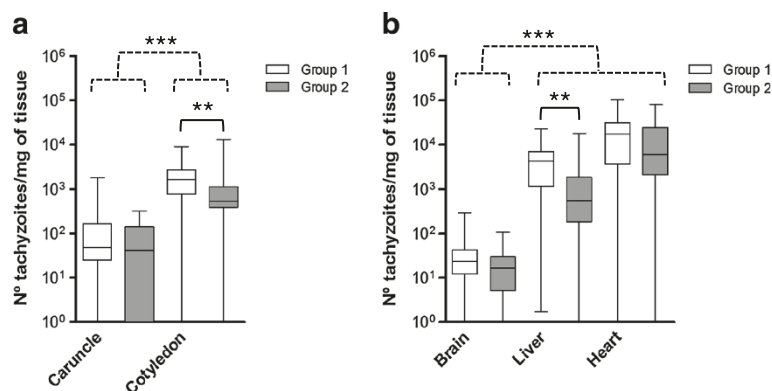 a
***
**
Group 1
Group 2
Nº tachyzoites/mg of tissue
10⁶
10⁵
10⁴
10³
10²
10¹
10⁰
Caruncle
Cotyledon
b
***
**
Group 1
Group 2
Nº tachyzoites/mg of tissue
10⁶
10⁵
10⁴
10³
10²
10¹
10⁰
Brain
Liver
Heart